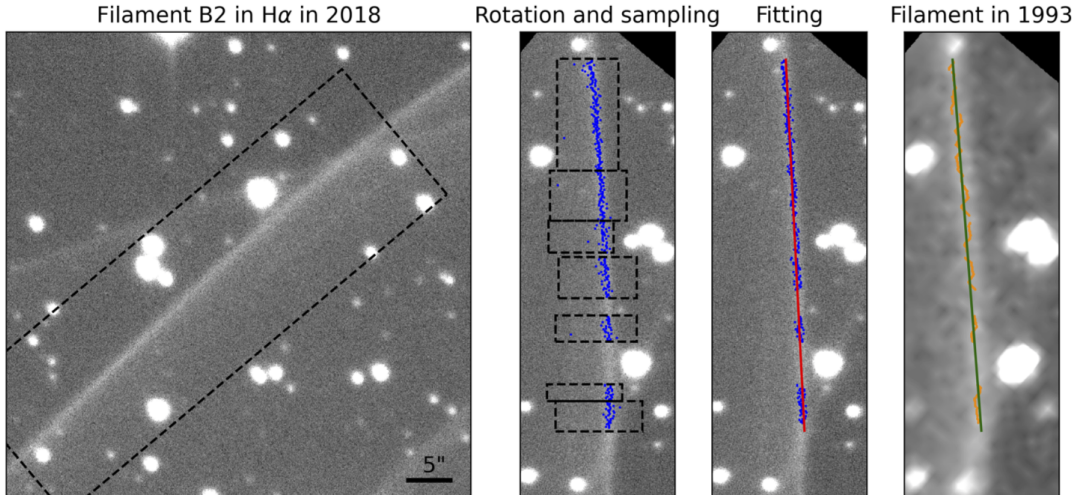 Filament B2 in Hα in 2018
Rotation and sampling
Fitting
Filament in 1993
5"